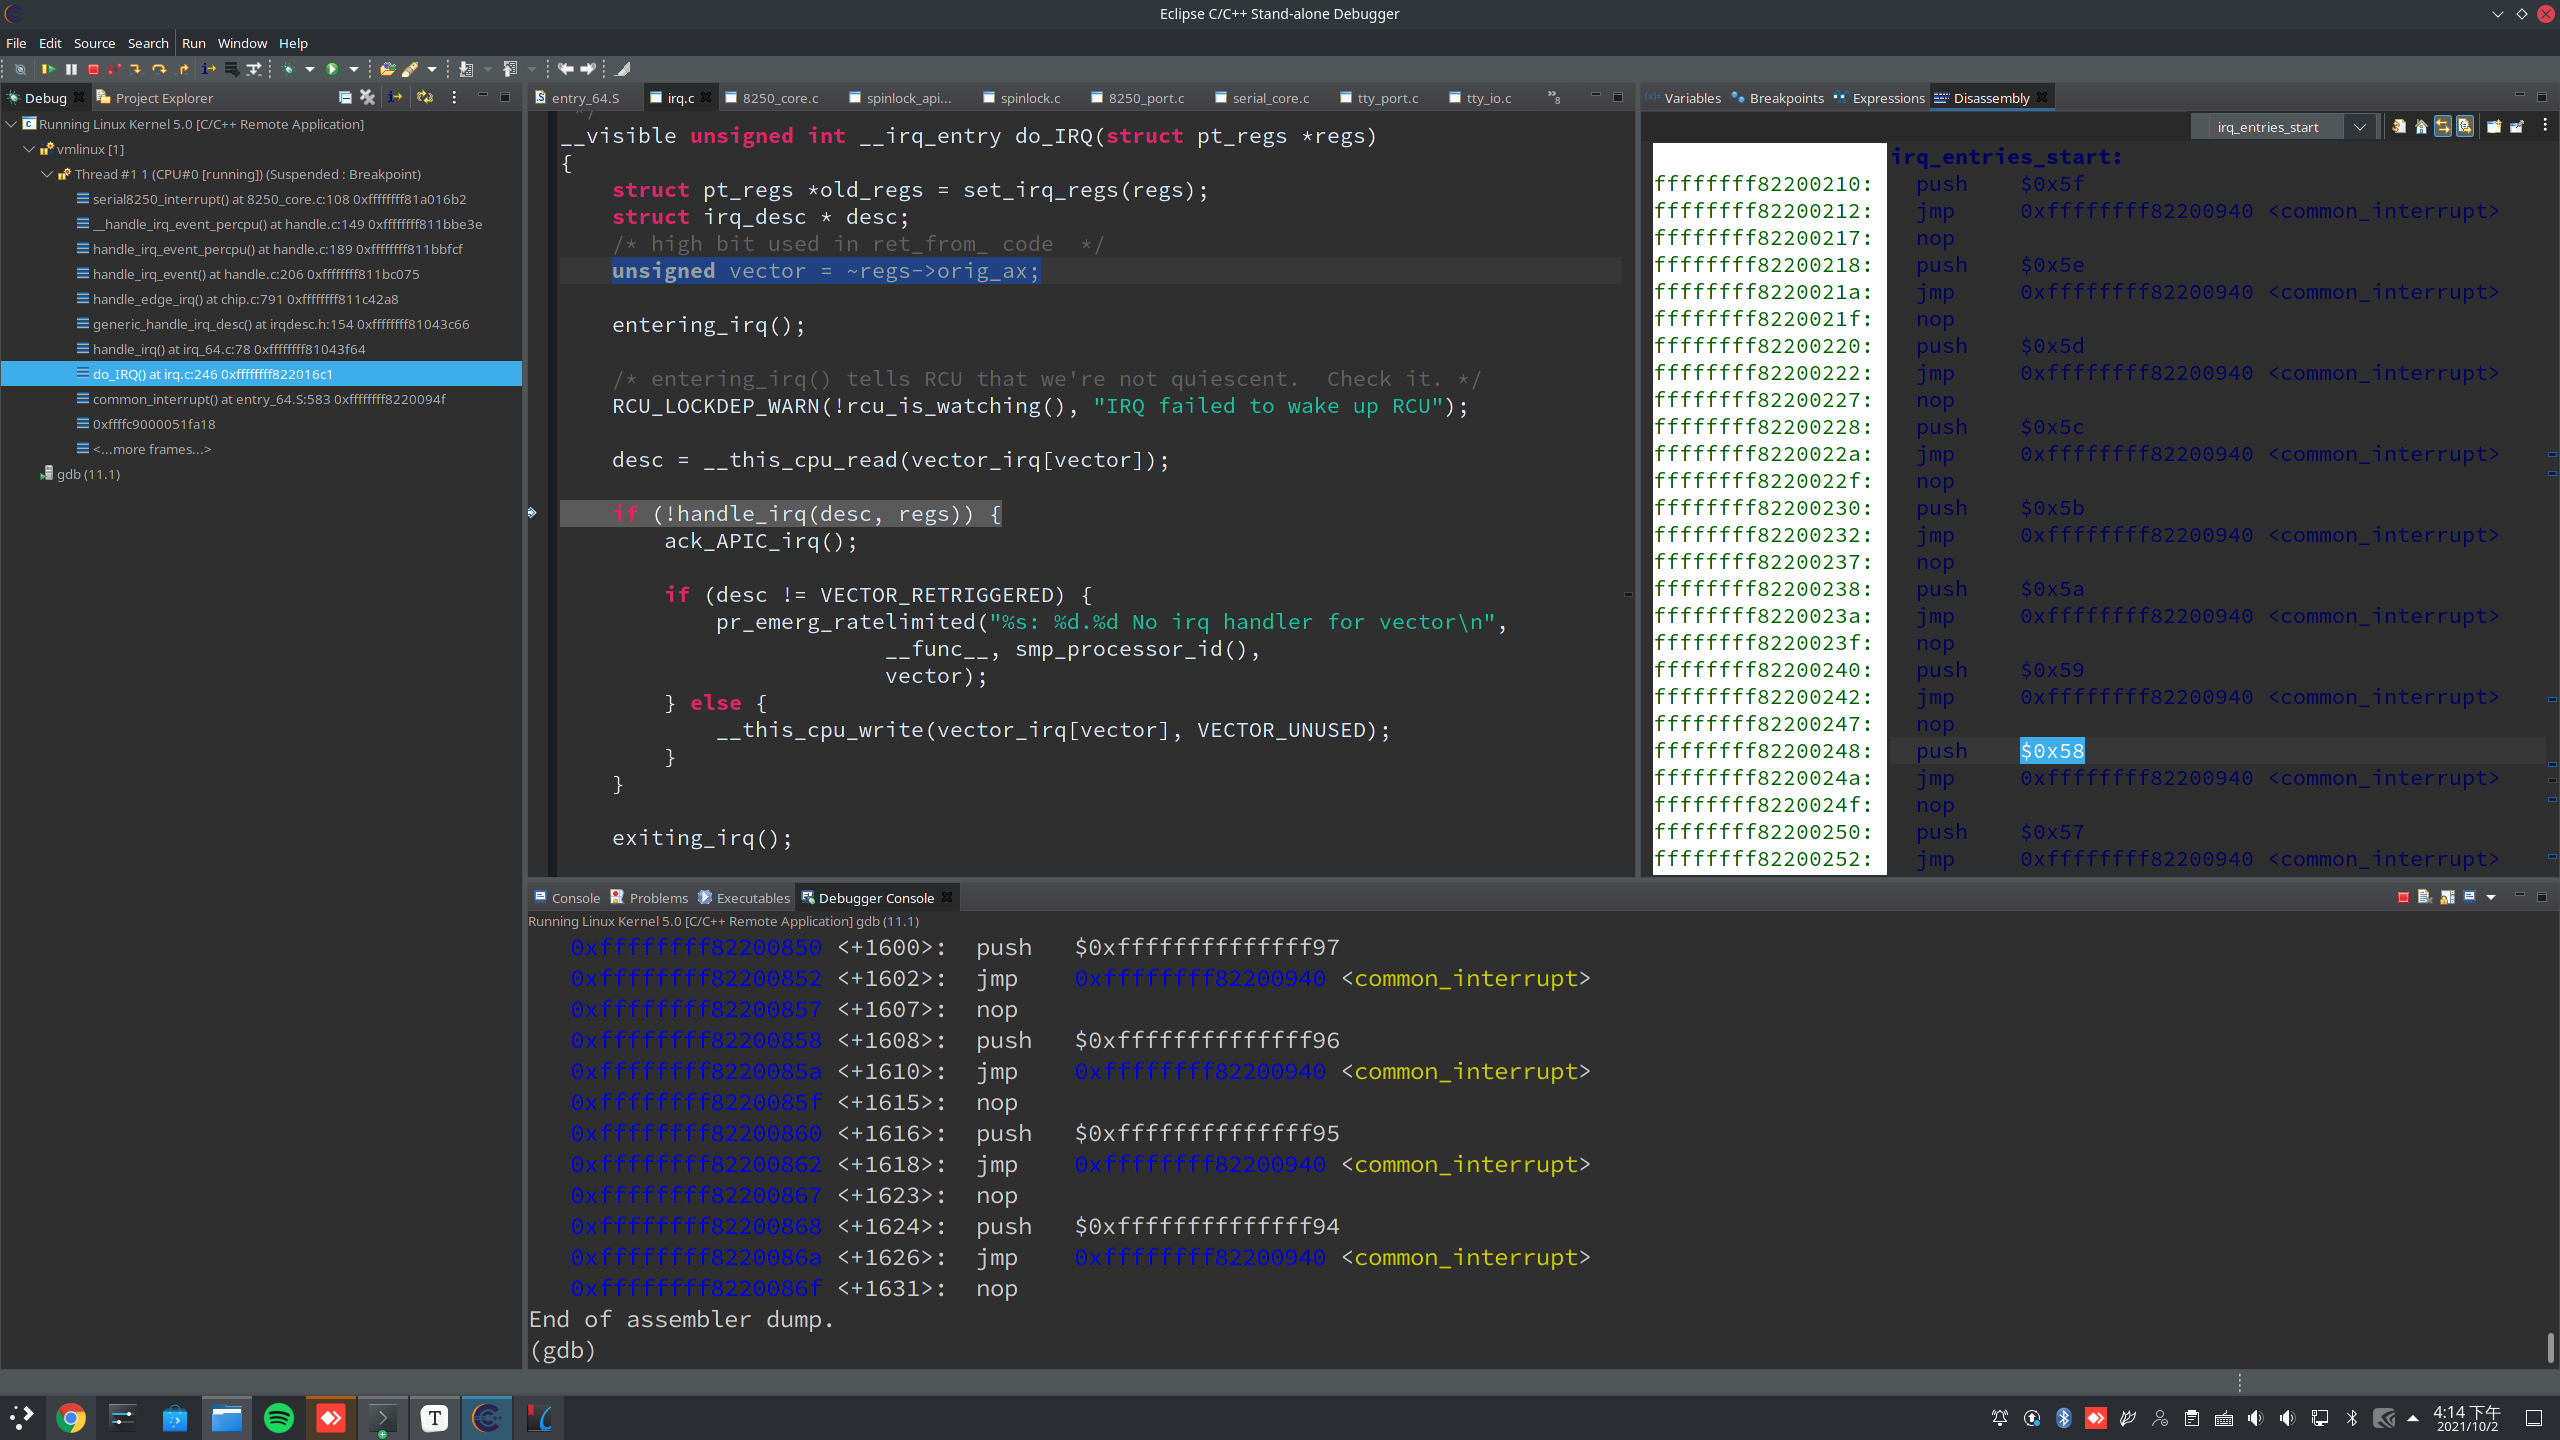 Eclipse C/C++ Stand-alone Debugger
File Edit Source Search Run Window Help
Debug Project Explorer
Running Linux Kernel 5.0 [C/C++ Remote Application]
vmlinux [1]
Thread #1 1 (CPU#0 [running]) (Suspended : Breakpoint)
serial8250_interrupt() at 8250_core.c:108 0xffffffff81a016b2
__handle_irq_event_percpu() at handle.c:149 0xffffffff811bbe3e
handle_irq_event_percpu() at handle.c:189 0xffffffff811bbfcf
handle_irq_event() at handle.c:206 0xffffffff811bc075
handle_edge_irq() at chip.c:791 0xffffffff811c42a8
generic_handle_irq_desc() at irqdesc.h:154 0xffffffff81043c66
handle_irq() at irq_64.c:78 0xffffffff81043f64
do_IRQ() at irq.c:246 0xffffffff822016c1
common_interrupt() at entry_64.S:583 0xffffffff8220094f
0xffffc9000051fa18
<...more frames...>
gdb (11.1)
entry_64.S irq.c 8250_core.c spinlock_api... spinlock.c 8250_port.c serial_core.c tty_port.c tty_io.c »8
*/
__visible unsigned int __irq_entry do_IRQ(struct pt_regs *regs)
{
struct pt_regs *old_regs = set_irq_regs(regs);
struct irq_desc * desc;
/* high bit used in ret_from_ code  */
unsigned vector = ~regs->orig_ax;
entering_irq();
/* entering_irq() tells RCU that we're not quiescent.  Check it. */
RCU_LOCKDEP_WARN(!rcu_is_watching(), "IRQ failed to wake up RCU");
desc = __this_cpu_read(vector_irq[vector]);
if (!handle_irq(desc, regs)) {
ack_APIC_irq();
if (desc != VECTOR_RETRIGGERED) {
pr_emerg_ratelimited("%s: %d.%d No irq handler for vector\n",
__func__, smp_processor_id(),
vector);
} else {
__this_cpu_write(vector_irq[vector], VECTOR_UNUSED);
}
}
exiting_irq();
Variables Breakpoints Expressions Disassembly
irq_entries_start
irq_entries_start:
ffffffff82200210: push $0x5f
ffffffff82200212: jmp 0xffffffff82200940 <common_interrupt>
ffffffff82200217: nop
ffffffff82200218: push $0x5e
ffffffff8220021a: jmp 0xffffffff82200940 <common_interrupt>
ffffffff8220021f: nop
ffffffff82200220: push $0x5d
ffffffff82200222: jmp 0xffffffff82200940 <common_interrupt>
ffffffff82200227: nop
ffffffff82200228: push $0x5c
ffffffff8220022a: jmp 0xffffffff82200940 <common_interrupt>
ffffffff8220022f: nop
ffffffff82200230: push $0x5b
ffffffff82200232: jmp 0xffffffff82200940 <common_interrupt>
ffffffff82200237: nop
ffffffff82200238: push $0x5a
ffffffff8220023a: jmp 0xffffffff82200940 <common_interrupt>
ffffffff8220023f: nop
ffffffff82200240: push $0x59
ffffffff82200242: jmp 0xffffffff82200940 <common_interrupt>
ffffffff82200247: nop
ffffffff82200248: push $0x58
ffffffff8220024a: jmp 0xffffffff82200940 <common_interrupt>
ffffffff8220024f: nop
ffffffff82200250: push $0x57
ffffffff82200252: jmp 0xffffffff82200940 <common_interrupt>
Console Problems Executables Debugger Console
Running Linux Kernel 5.0 [C/C++ Remote Application] gdb (11.1)
0xffffffff82200850 <+1600>: push $0xffffffffffffff97
0xffffffff82200852 <+1602>: jmp 0xffffffff82200940 <common_interrupt>
0xffffffff82200857 <+1607>: nop
0xffffffff82200858 <+1608>: push $0xffffffffffffff96
0xffffffff8220085a <+1610>: jmp 0xffffffff82200940 <common_interrupt>
0xffffffff8220085f <+1615>: nop
0xffffffff82200860 <+1616>: push $0xffffffffffffff95
0xffffffff82200862 <+1618>: jmp 0xffffffff82200940 <common_interrupt>
0xffffffff82200867 <+1623>: nop
0xffffffff82200868 <+1624>: push $0xffffffffffffff94
0xffffffff8220086a <+1626>: jmp 0xffffffff82200940 <common_interrupt>
0xffffffff8220086f <+1631>: nop
End of assembler dump.
(gdb)
T
4:14 下午
2021/10/2